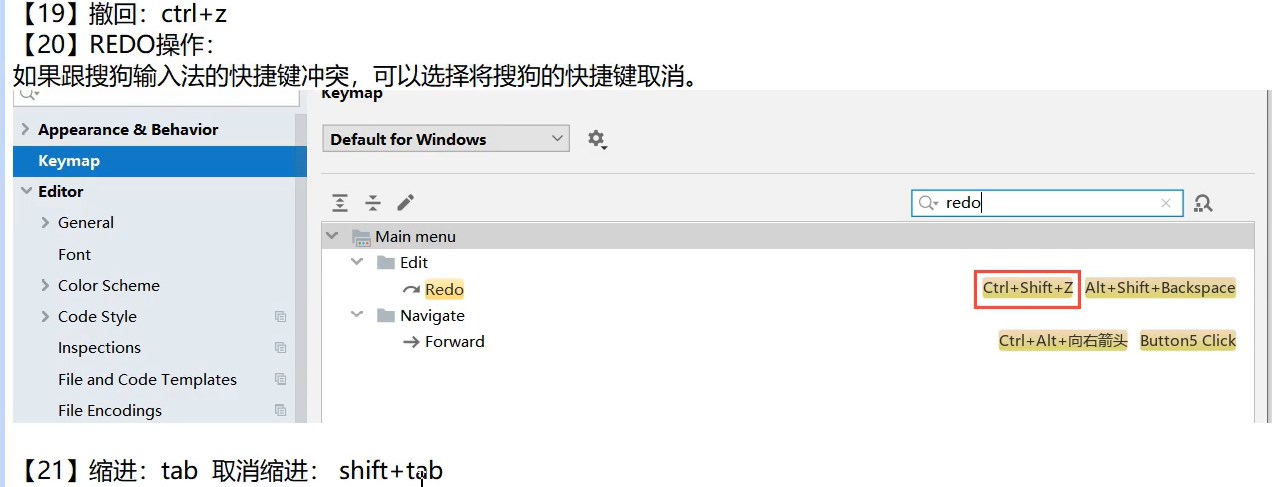 【19】撤回：ctrl+z
【20】REDO操作：
如果跟搜狗输入法的快捷键冲突，可以选择将搜狗的快捷键取消。
Keymap
Appearance & Behavior
Default for Windows
Keymap
Editor
General
redo
Main menu
Font
Edit
Color Scheme
Redo Ctrl+Shift+Z Alt+Shift+Backspace
Code Style
Navigate
Inspections
Forward Ctrl+Alt+向右箭头 Button5 Click
File and Code Templates
File Encodings
【21】缩进：tab 取消缩进： shift+tab